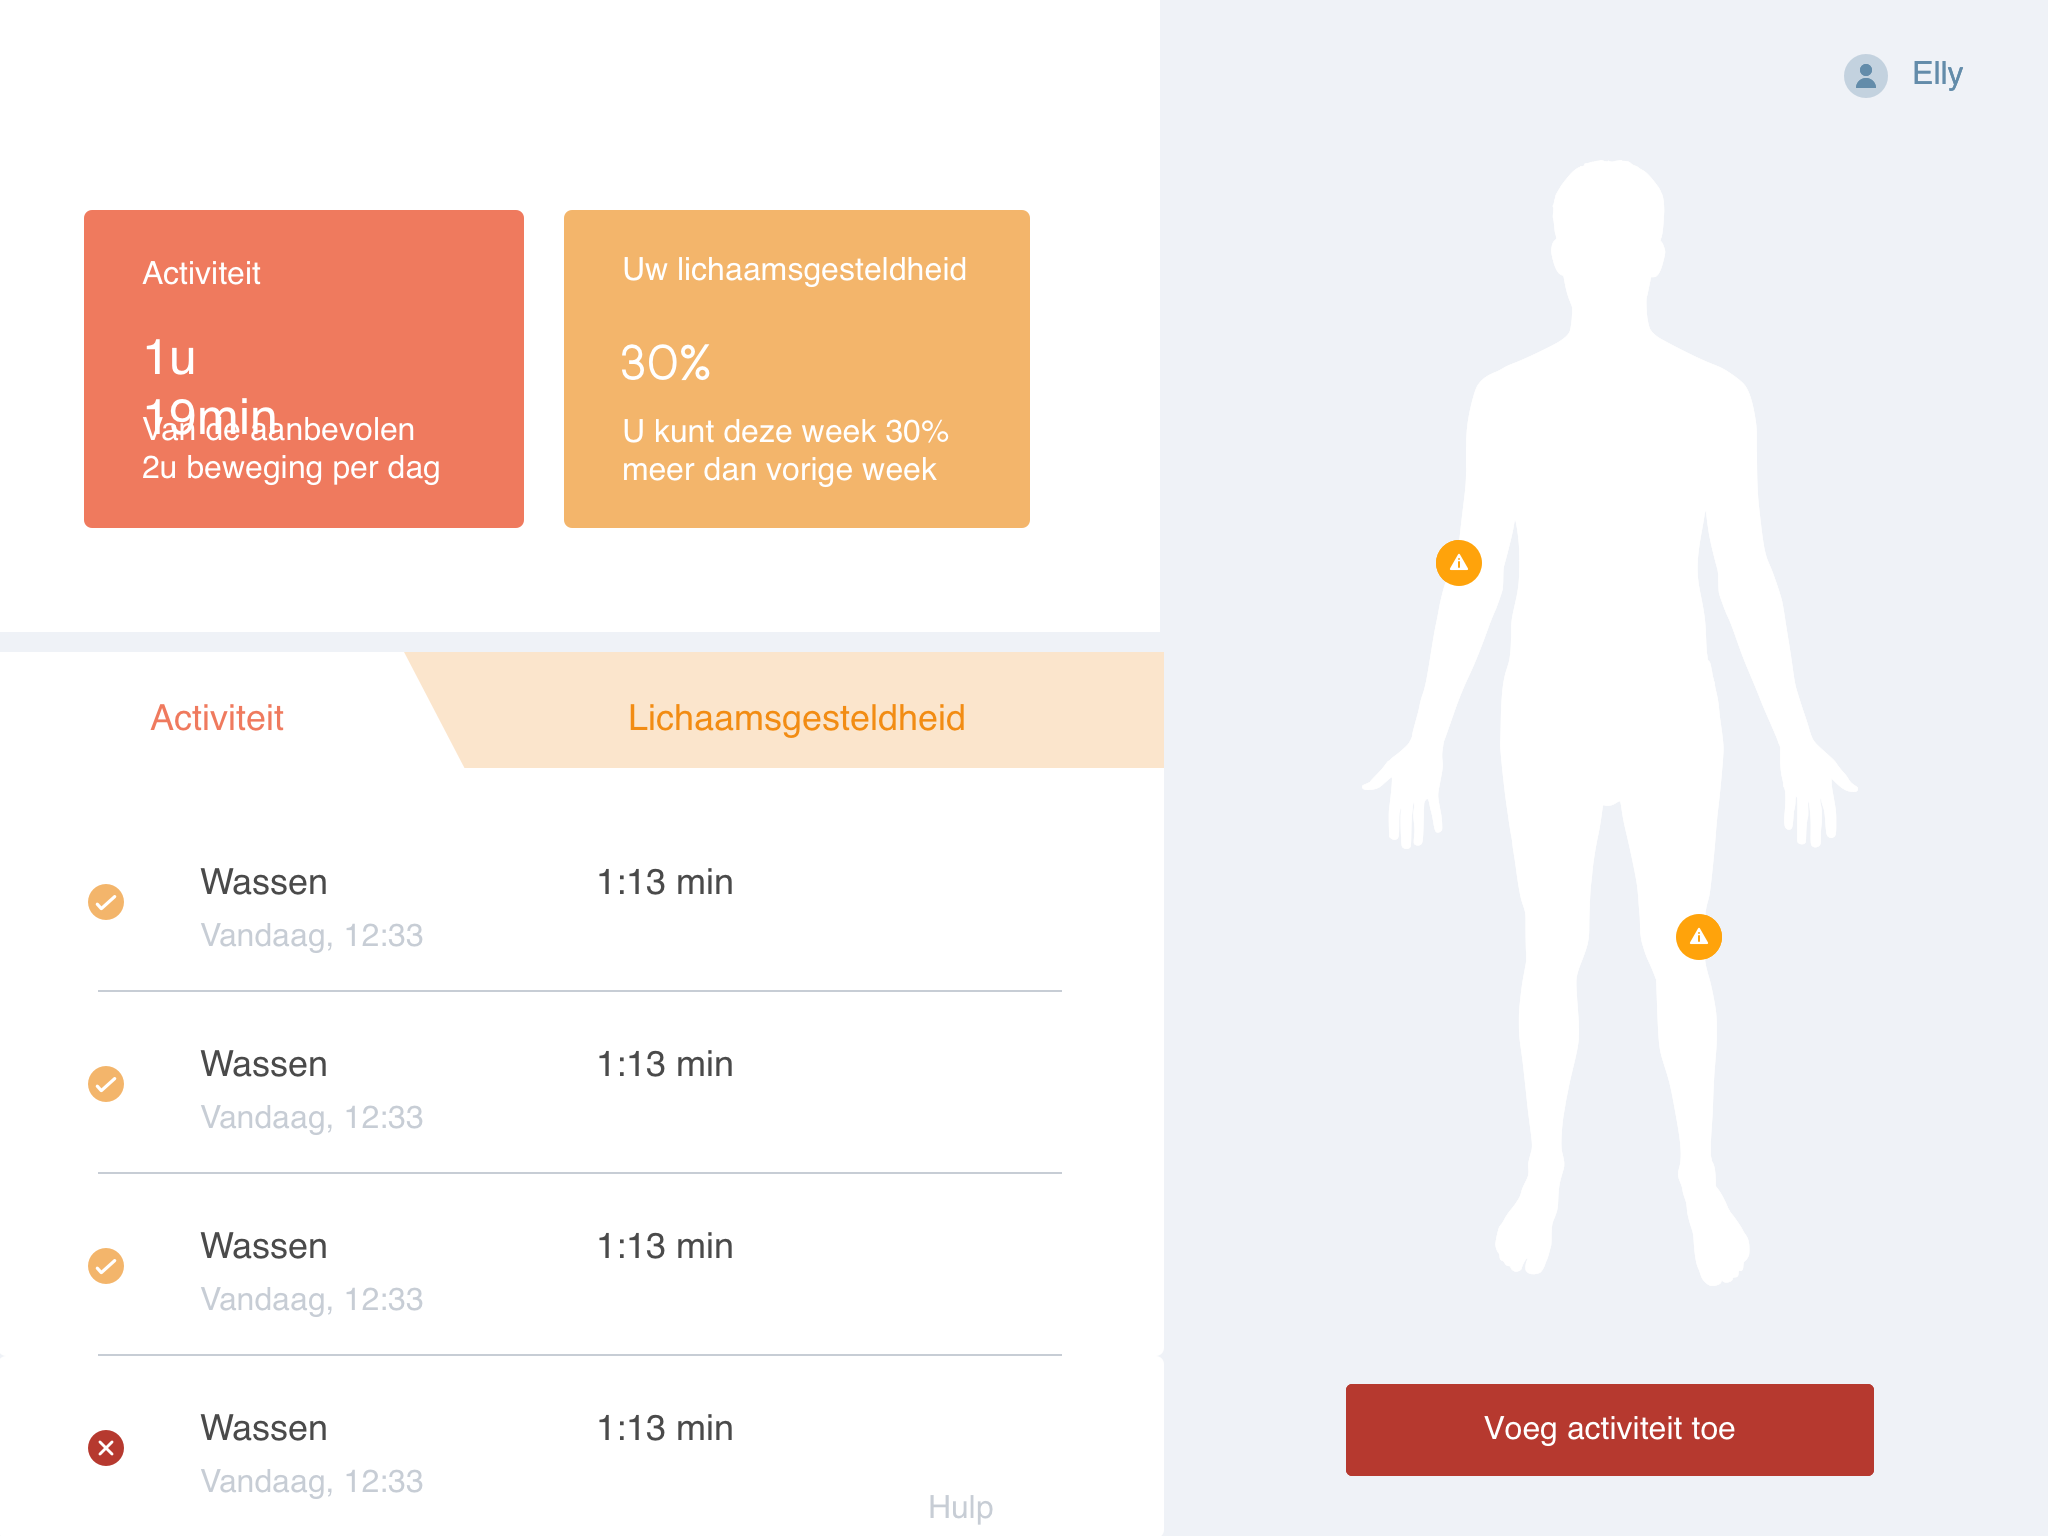 Elly
Activiteit
1u
19min
Van de aanbevolen
2u beweging per dag
Uw lichaamsgesteldheid
30%
U kunt deze week 30%
meer dan vorige week
Activiteit
Lichaamsgesteldheid
Wassen
1:13 min
Vandaag, 12:33
Wassen
1:13 min
Vandaag, 12:33
Wassen
1:13 min
Vandaag, 12:33
Wassen
1:13 min
Vandaag, 12:33
Hulp
Voeg activiteit toe